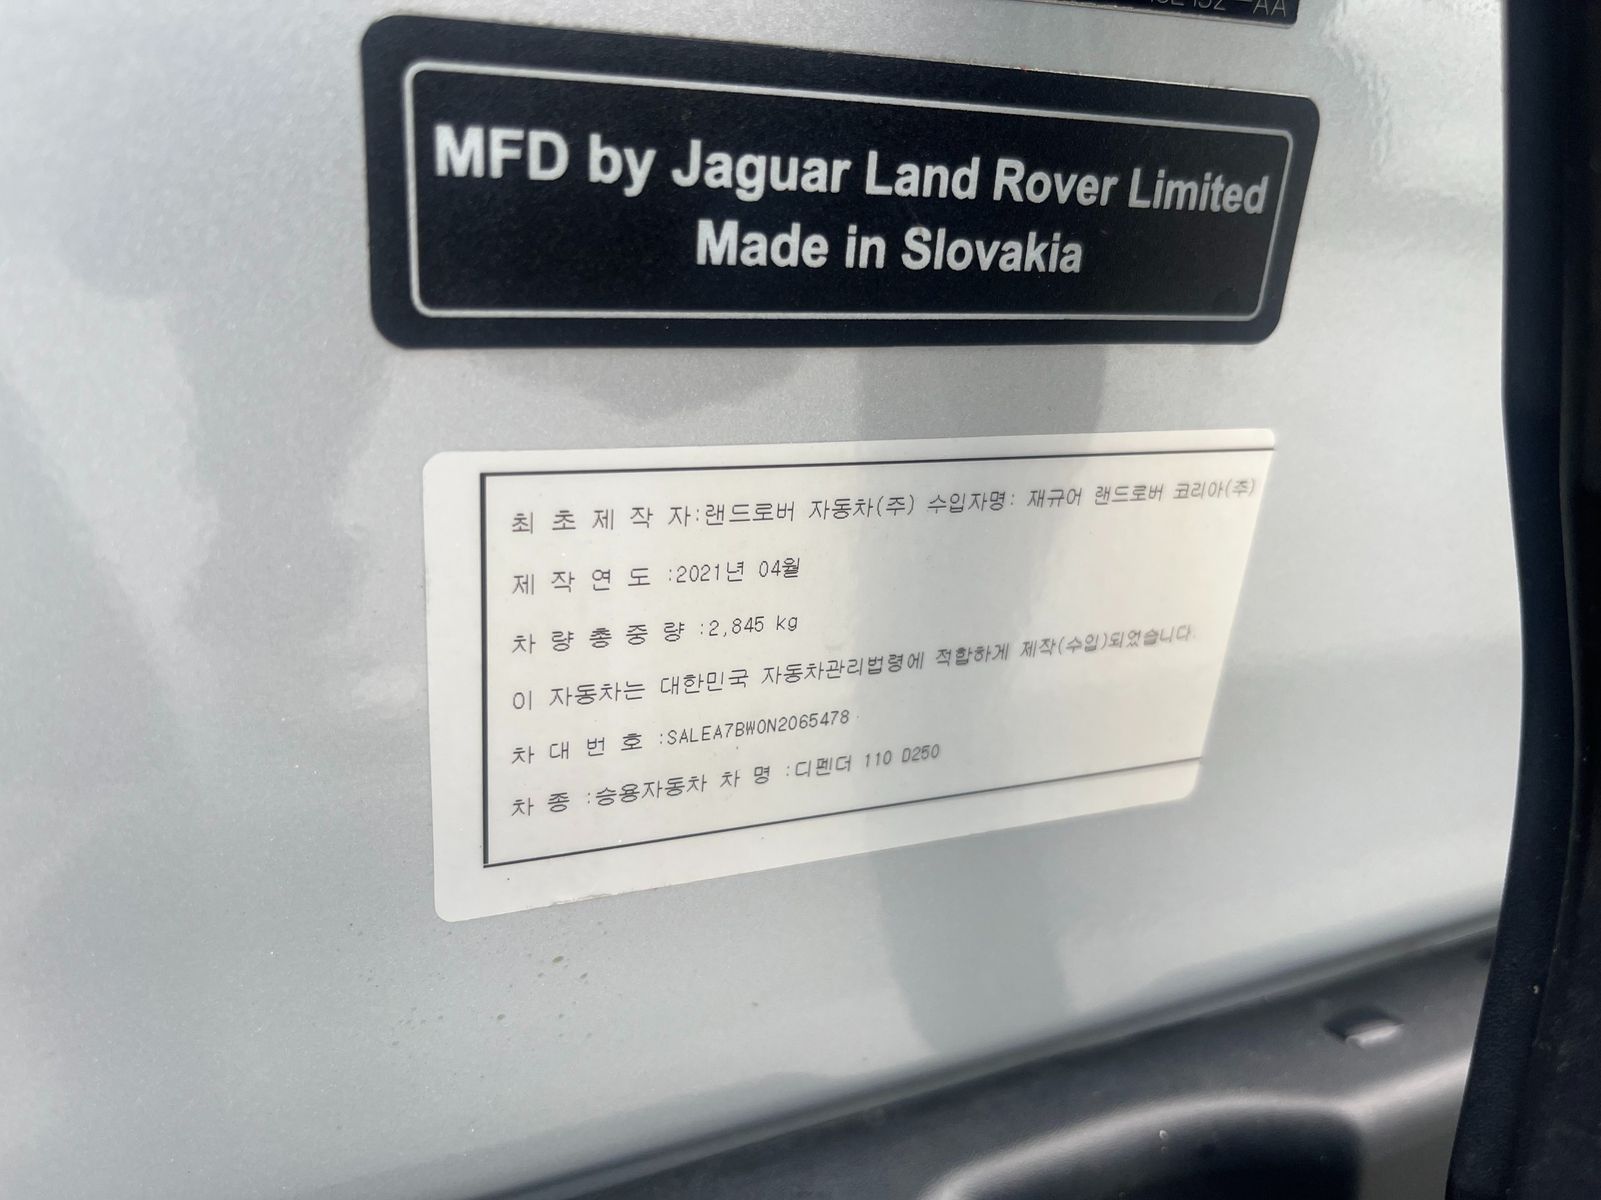 MFD by Jaguar Land Rover Limited
Made in Slovakia
최 초 제 작 자:랜드로버 자동차(주) 수입자명: 재규어 랜드로버 코리아(주)
제 작 연 도 :2021년 04월
차 량 총 중 량 :2,845 kg
이 자동차는 대한민국 자동차관리법령에 적합하게 제작(수입)되었습니다.
차 대 번 호 :SALEA7BW0N2065478
차 종 :승용자동차 차 명 :디펜더 110 D250